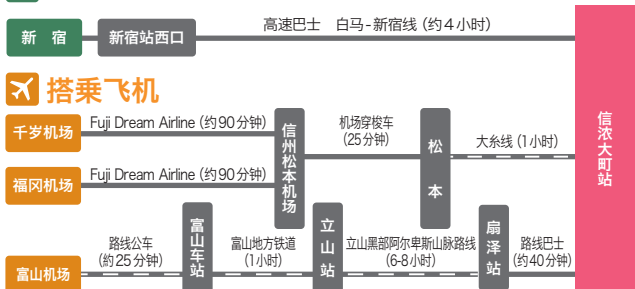 高速巴士 白马-新宿线 (约4小时)
新 宿
新宿站西口
搭乘飞机
千岁机场
Fuji Dream Airline (约90分钟)
信州松本机场
机场穿梭车
(25分钟)
松本
大糸线 (1小时)
信浓大町站
福冈机场
Fuji Dream Airline (约90分钟)
富山机场
路线公车
(约25分钟)
富山车站
富山地方铁道
(1小时)
立山站
立山黑部阿尔卑斯山脉路线
(6-8小时)
扇泽站
路线巴士
(约40分钟)